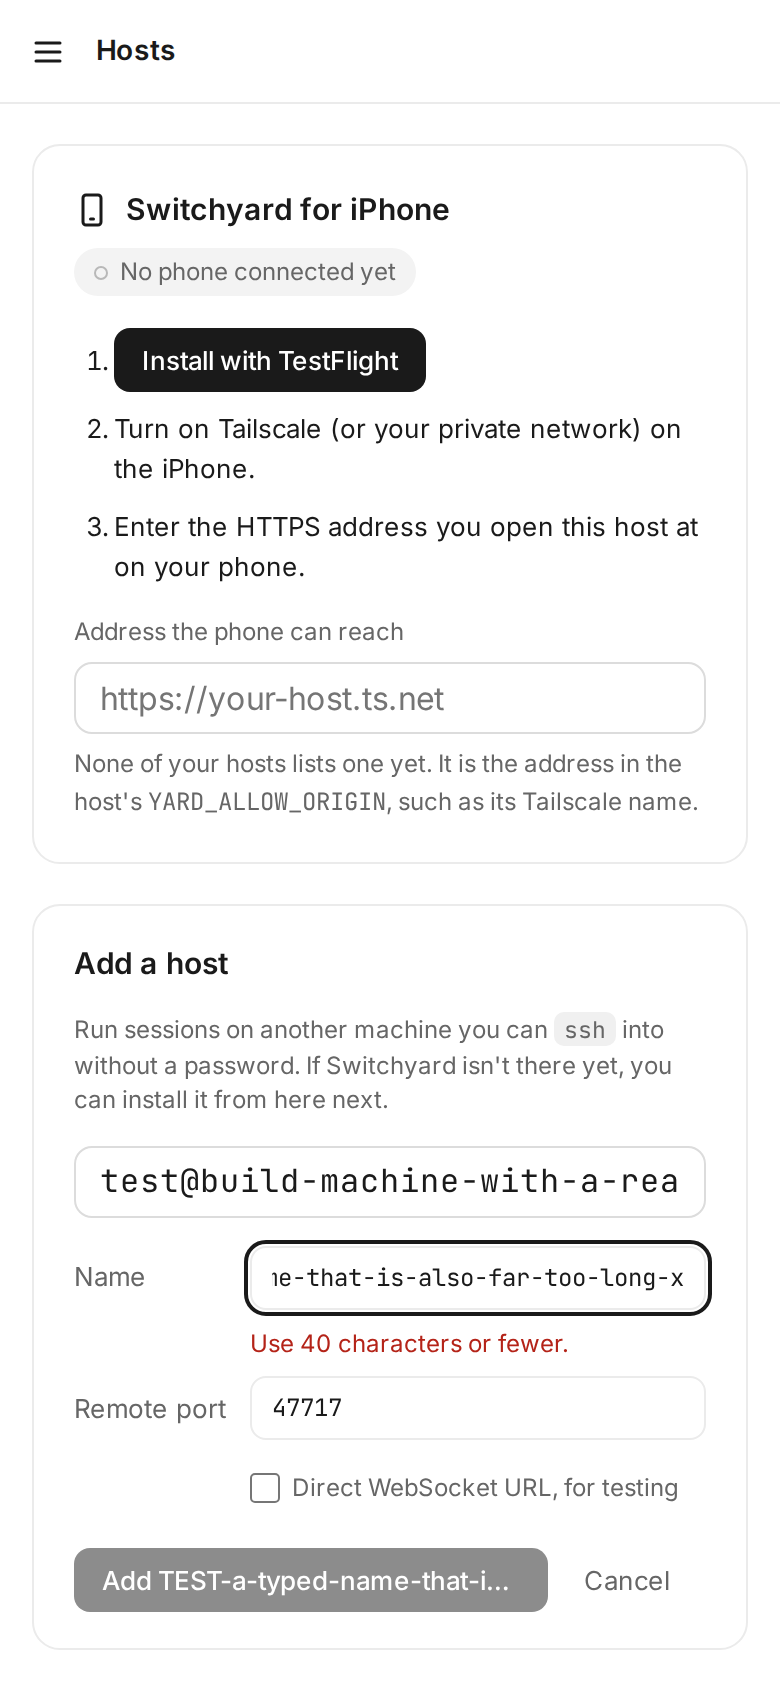 Hosts
Switchyard for iPhone
No phone connected yet
1. Install with TestFlight
2. Turn on Tailscale (or your private network) on
the iPhone.
3. Enter the HTTPS address you open this host at
on your phone.
Address the phone can reach
https://your-host.ts.net
None of your hosts lists one yet. It is the address in the
host's YARD_ALLOW_ORIGIN, such as its Tailscale name.
Add a host
Run sessions on another machine you can ssh into
without a password. If Switchyard isn't there yet, you
can install it from here next.
test@build-machine-with-a-rea
Name
e-that-is-also-far-too-long-x
Use 40 characters or fewer.
Remote port 47717
Direct WebSocket URL, for testing
Add TEST-a-typed-name-that-i... Cancel